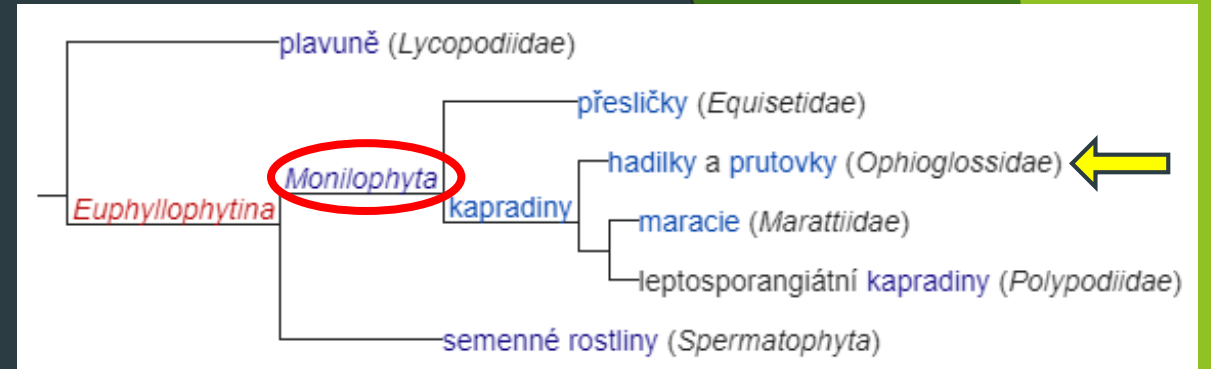 plavuně (Lycopodiidae)
přesličky (Equisetidae)
hadilky a prutovky (Ophioglossidae)
Monilophyta
Euphyllophytina
kapradiny
maracie (Marattiidae)
leptosporangiátní kapradiny (Polypodiidae)
semenné rostliny (Spermatophyta)